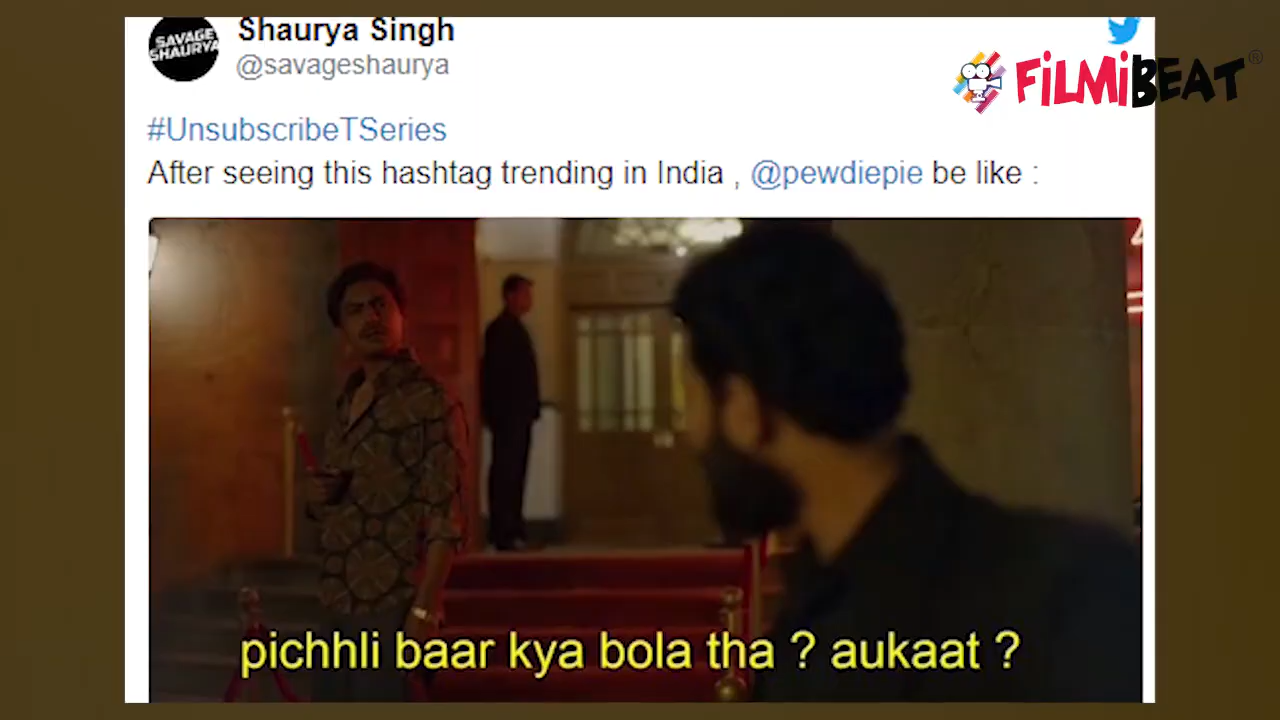 SAVAGE
SHAURYA
Shaurya Singh
@savageshaurya
FiLMiBEAT®
#UnsubscribeTSeries
After seeing this hashtag trending in India , @pewdiepie be like :
pichhli baar kya bola tha ? aukaat ?